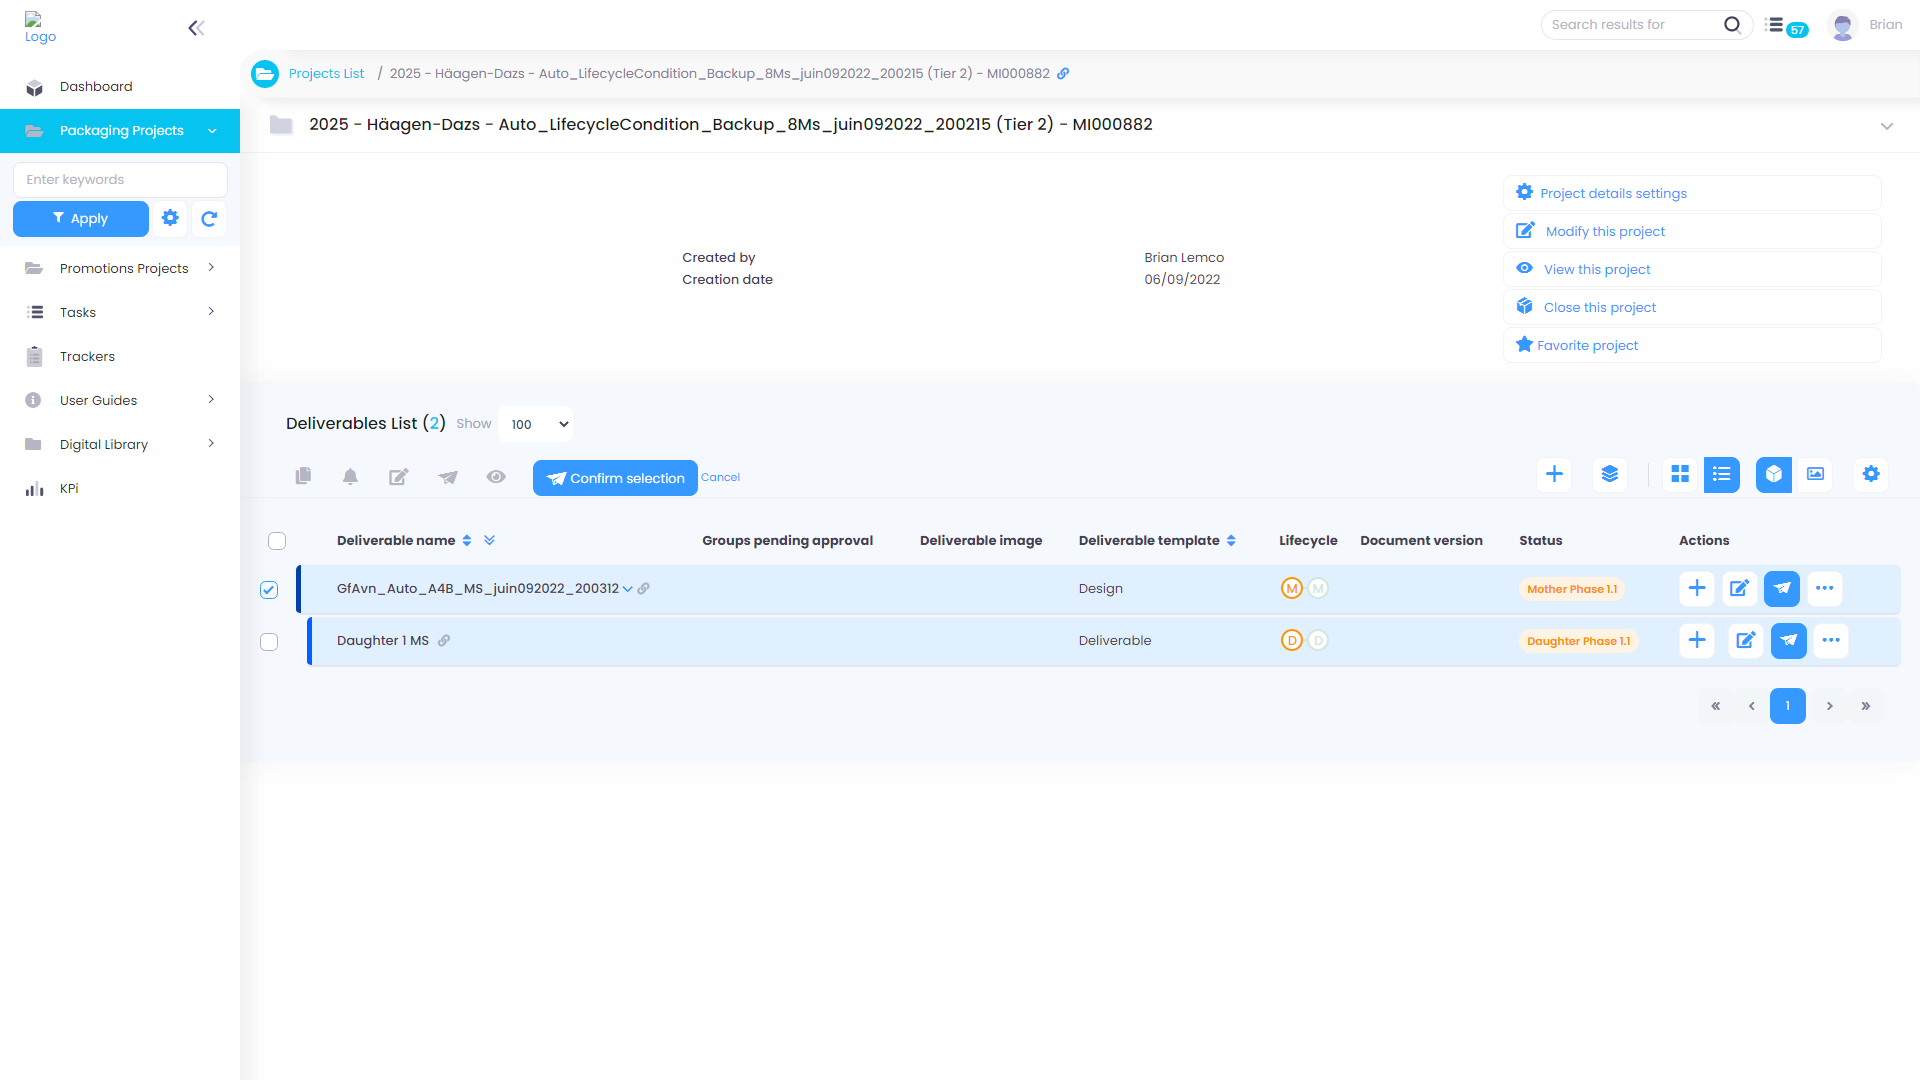 Logo
Search results for
57
Brian
Dashboard
Packaging Projects
Enter keywords
Apply
Promotions Projects
Tasks
Trackers
User Guides
Digital Library
KPi
Projects List / 2025 - Häagen-Dazs - Auto_LifecycleCondition_Backup_8Ms_juin092022_200215 (Tier 2) - MI000882
2025 - Häagen-Dazs - Auto_LifecycleCondition_Backup_8Ms_juin092022_200215 (Tier 2) - MI000882
Created by Brian Lemco
Creation date 06/09/2022
Project details settings
Modify this project
View this project
Close this project
Favorite project
Deliverables List (2) Show 100
Confirm selection Cancel
Deliverable name Groups pending approval Deliverable image Deliverable template Lifecycle Document version Status Actions
GfAvn_Auto_A4B_MS_juin092022_200312 Design M M Mother Phase 1.1
Daughter 1 MS Deliverable D D Daughter Phase 1.1
« ‹ 1 › »